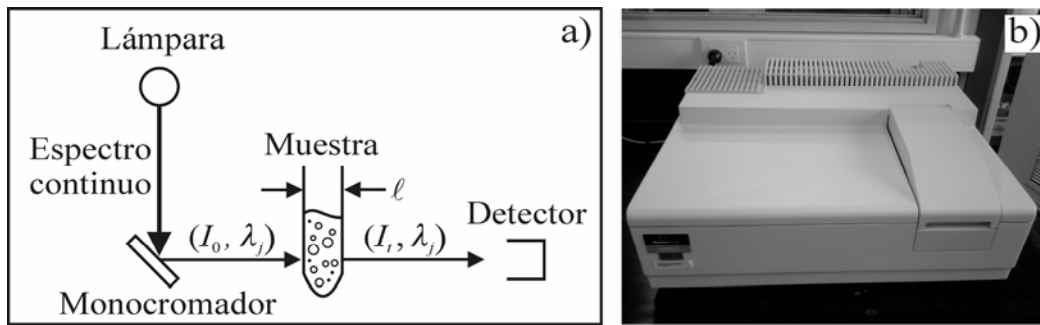 a)
Lámpara
Espectro
continuo
Muestra
ℓ
Detector
(I₀, λⱼ)
(Iₜ, λⱼ)
Monocromador
b)